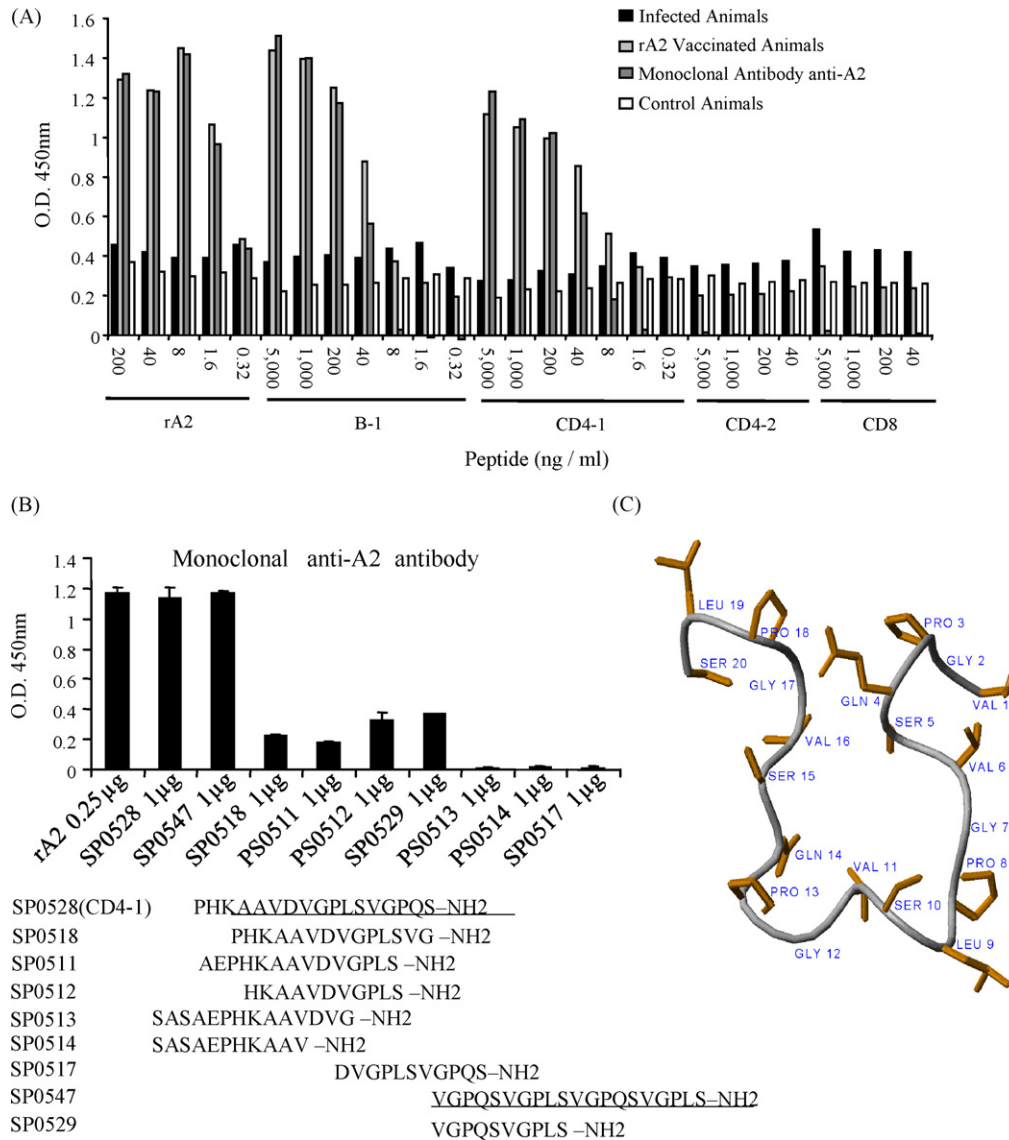 (A)
Infected Animals
rA2 Vaccinated Animals
Monoclonal Antibody anti-A2
Control Animals
O.D. 450nm
1.6
1.4
1.2
1
0.8
0.6
0.4
0.2
0
200 40 8 1.6 0.32 5,000 1,000 200 40 8 1.6 0.32 5,000 1,000 200 40 8 1.6 0.32 5,000 1,000 200 40 5,000 1,000 200 40
rA2 B-1 CD4-1 CD4-2 CD8
Peptide (ng / ml)
(B)
Monoclonal anti-A2 antibody
O.D. 450nm
1.4
1.2
1
0.8
0.6
0.4
0.2
0
rA2 0.25 µg SP0528 1µg SP0547 1µg SP0518 1µg PS0511 1µg PS0512 1µg SP0529 1µg PS0513 1µg PS0514 1µg SP0517 1µg
SP0528(CD4-1) PHKAAVDVGPLSVGPQS–NH2
SP0518 PHKAAVDVGPLSVG –NH2
SP0511 AEPHKAAVDVGPLS –NH2
SP0512 HKAAVDVGPLS –NH2
SP0513 SASAEPHKAAVDVG –NH2
SP0514 SASAEPHKAAV –NH2
SP0517 DVGPLSVGPQS–NH2
SP0547 VGPQSVGPLSVGPQSVGPLS–NH2
SP0529 VGPQSVGPLS –NH2
(C)
LEU 19
PRO 18
PRO 3
GLY 2
SER 20
GLY 17
GLN 4
VAL 1
SER 5
VAL 16
VAL 6
SER 15
GLY 7
GLN 14
VAL 11
PRO 8
PRO 13
SER 10
GLY 12
LEU 9